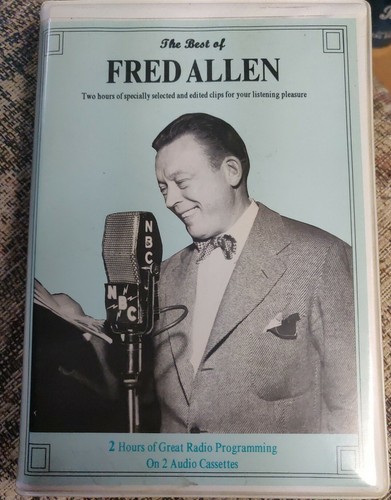 The Best of
FRED ALLEN
Two hours of specially selected and edited clips for your listening pleasure
NBC
NBC
2 Hours of Great Radio Programming
On 2 Audio Cassettes